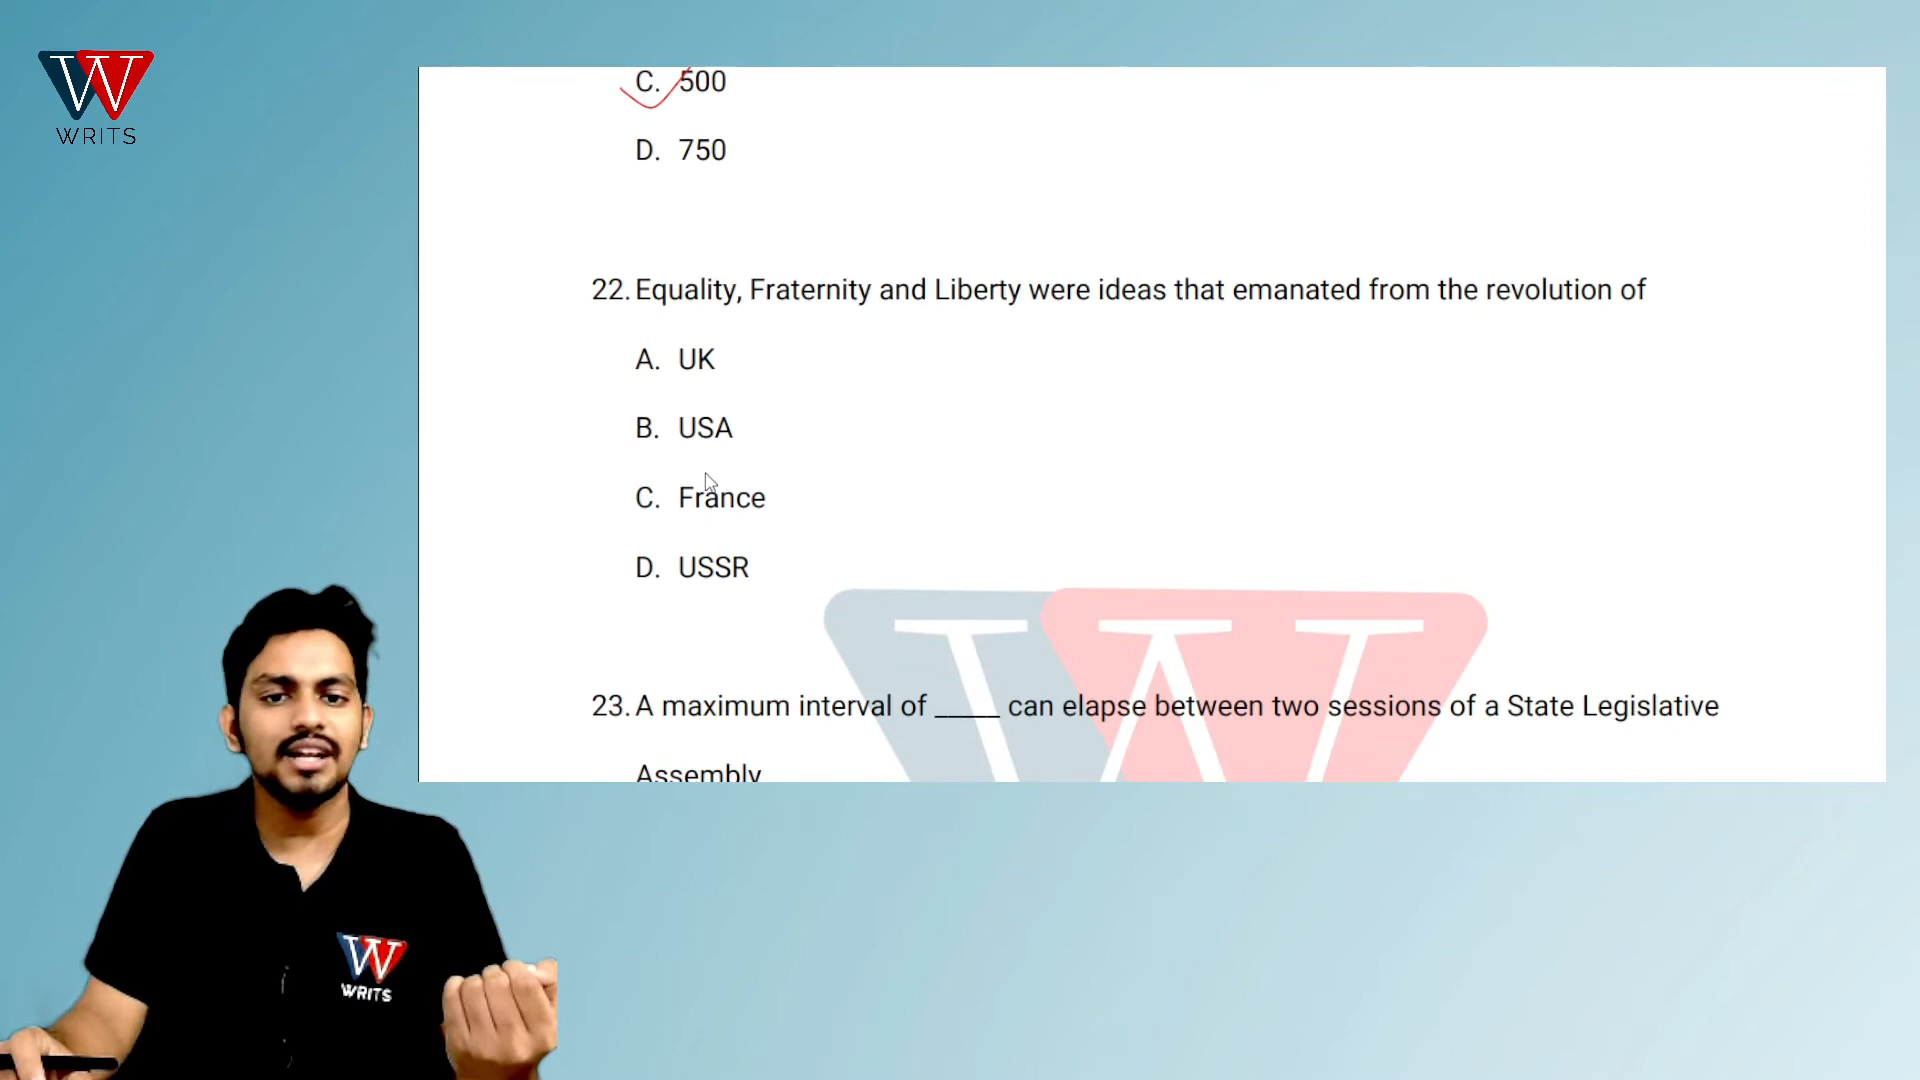 W
WRITS
C. 500
D. 750
22. Equality, Fraternity and Liberty were ideas that emanated from the revolution of
A. UK
B. USA
C. France
D. USSR
23. A maximum interval of _____ can elapse between two sessions of a State Legislative
Assembly
W
WRITS